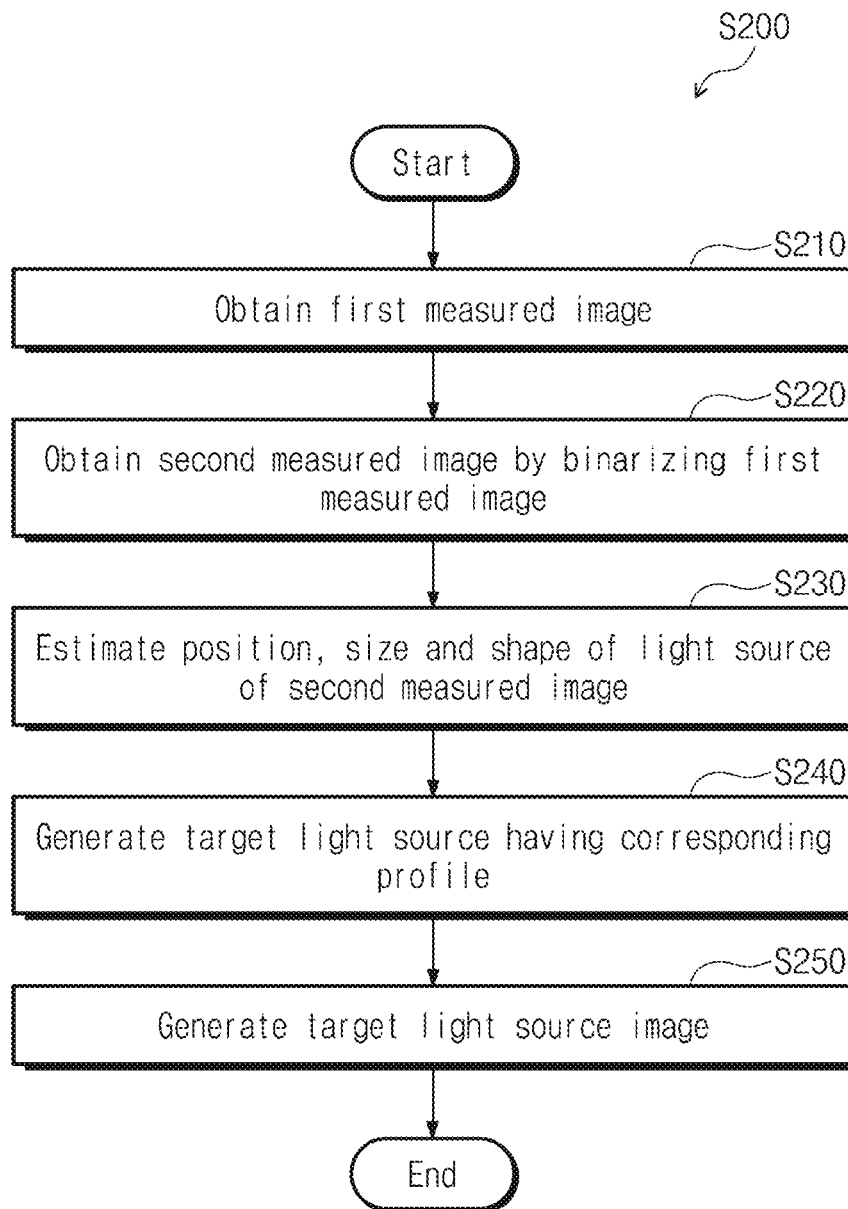 S200
Start
S210
Obtain first measured image
S220
Obtain second measured image by binarizing first
measured image
S230
Estimate position, size and shape of light source
of second measured image
S240
Generate target light source having corresponding
profile
S250
Generate target light source image
End